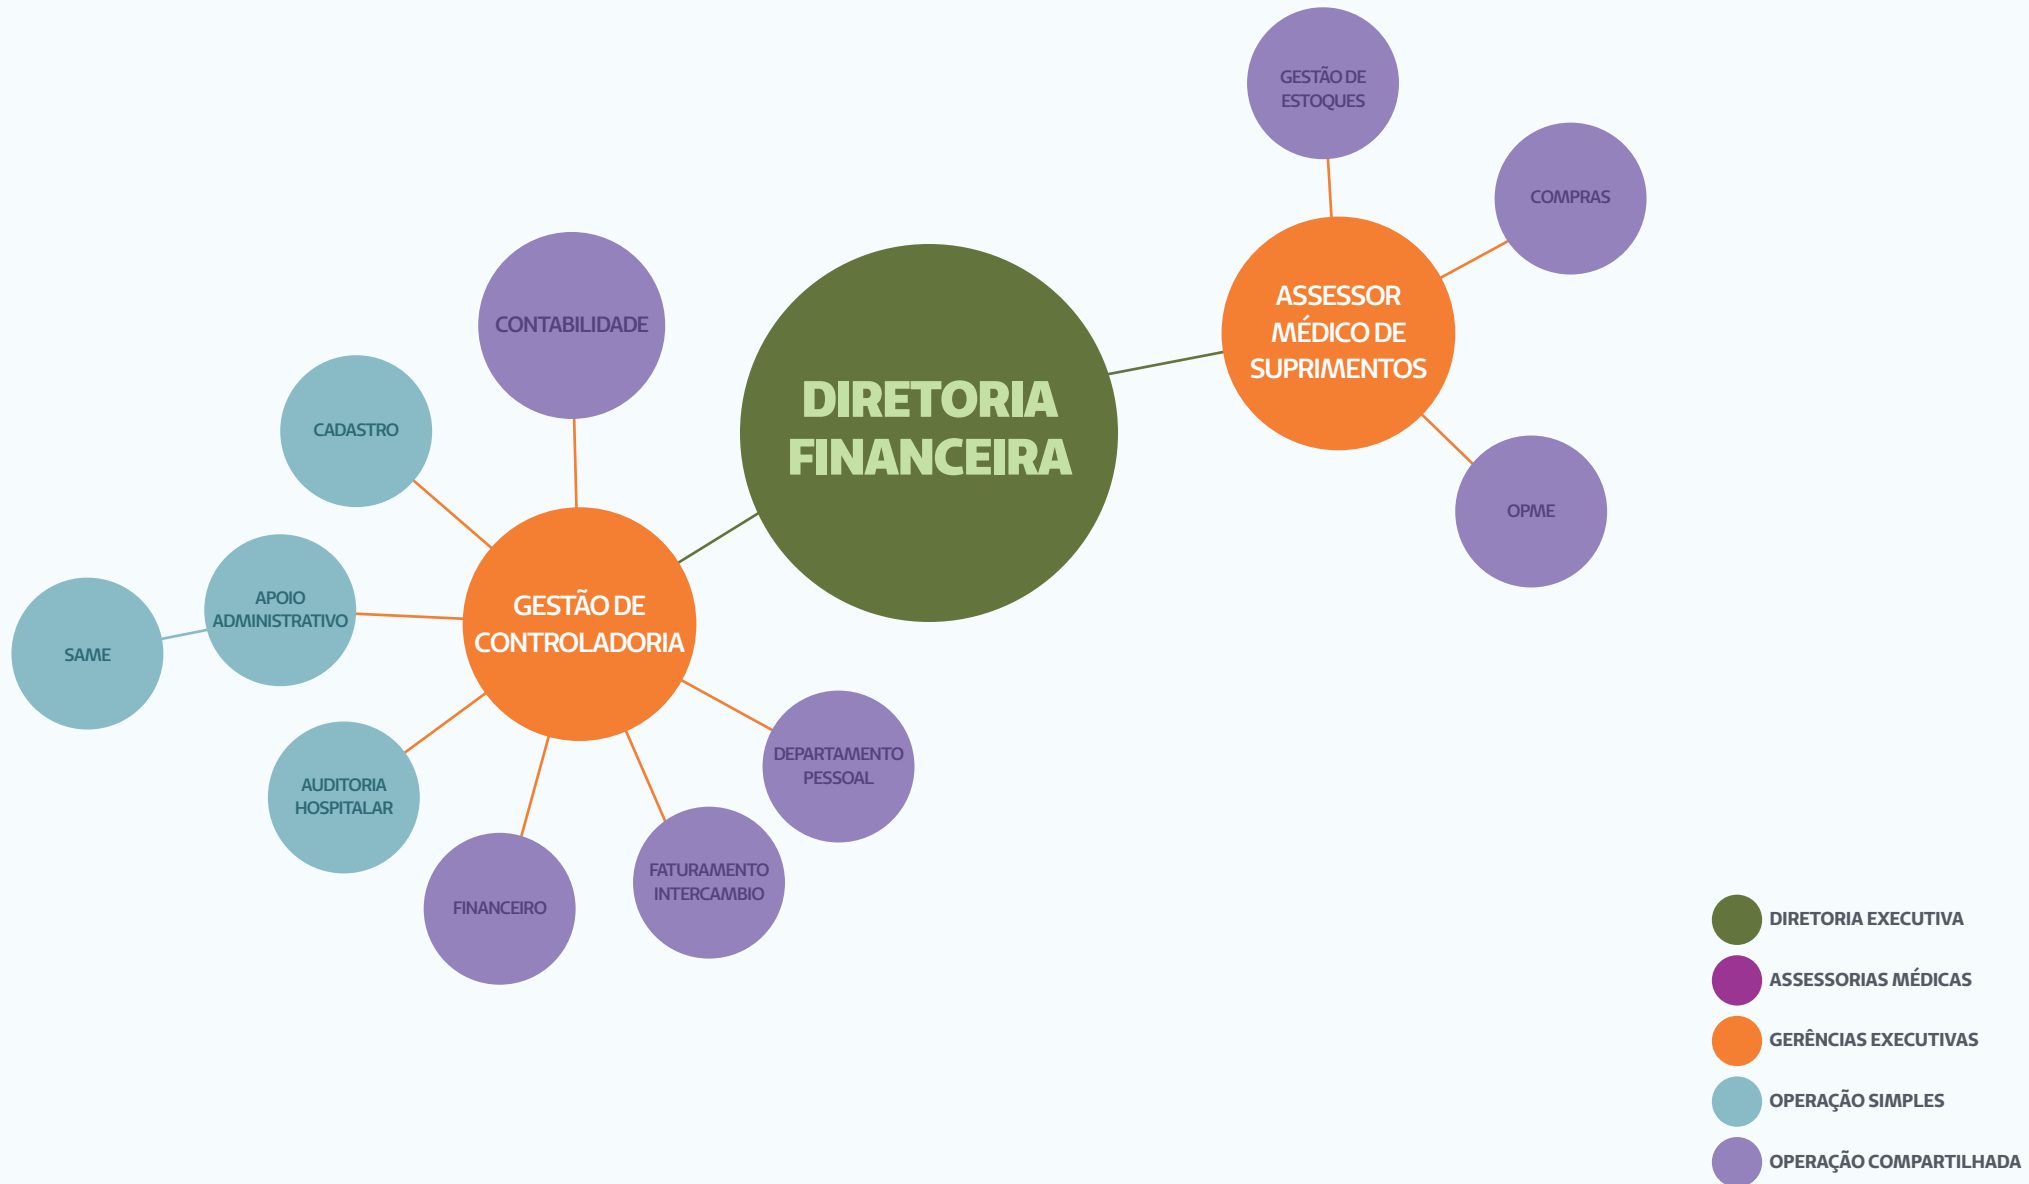 GESTÃO DE
ESTOQUES
COMPRAS
ASSESSOR
MÉDICO DE
SUPRIMENTOS
OPME
DIRETORIA
FINANCEIRA
CONTABILIDADE
CADASTRO
APOIO
ADMINISTRATIVO
SAME
GESTÃO DE
CONTROLADORIA
AUDITORIA
HOSPITALAR
FINANCEIRO
FATURAMENTO
INTERCAMBIO
DEPARTAMENTO
PESSOAL
DIRETORIA EXECUTIVA
ASSESSORIAS MÉDICAS
GERÊNCIAS EXECUTIVAS
OPERAÇÃO SIMPLES
OPERAÇÃO COMPARTILHADA